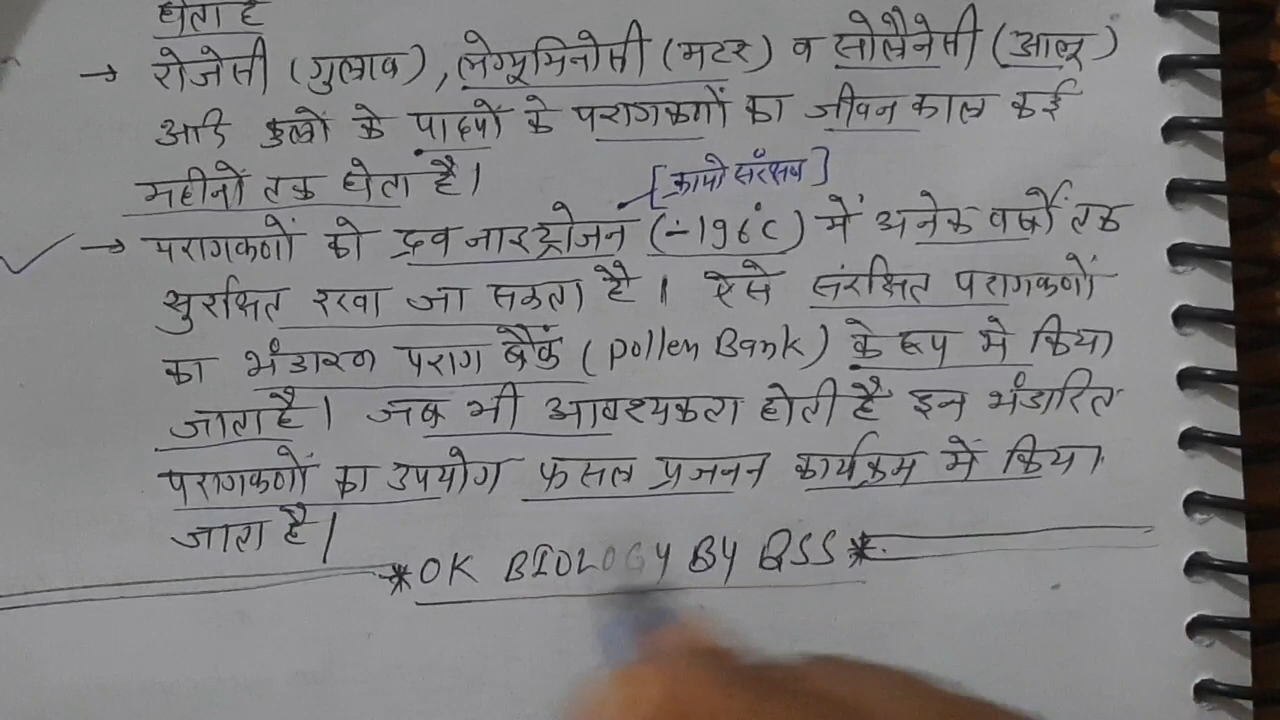 होता है
→ रोजेसी (गुलाब), लेग्यूमिनोसी (मटर) व सोलेनेसी (आलू)
आदि कुलों के पादपों के परागकणों का जीवन काल कई
महीनों तक होता है।
[क्रायो संरक्षण]
→ परागकणों को द्रव नाइट्रोजन (-196°c) में अनेक वर्षों तक
सुरक्षित रखा जा सकता है। ऐसे संरक्षित परागकणों
का भंडारण पराग बैंक (Pollen Bank) के रूप मे किया
जाता है। जब भी आवश्यकता होती है इन भंडारित
परागकणों का उपयोग फसल प्रजनन कार्यक्रम में किया
जाता है।
*OK BIOLOGY BY QSS*